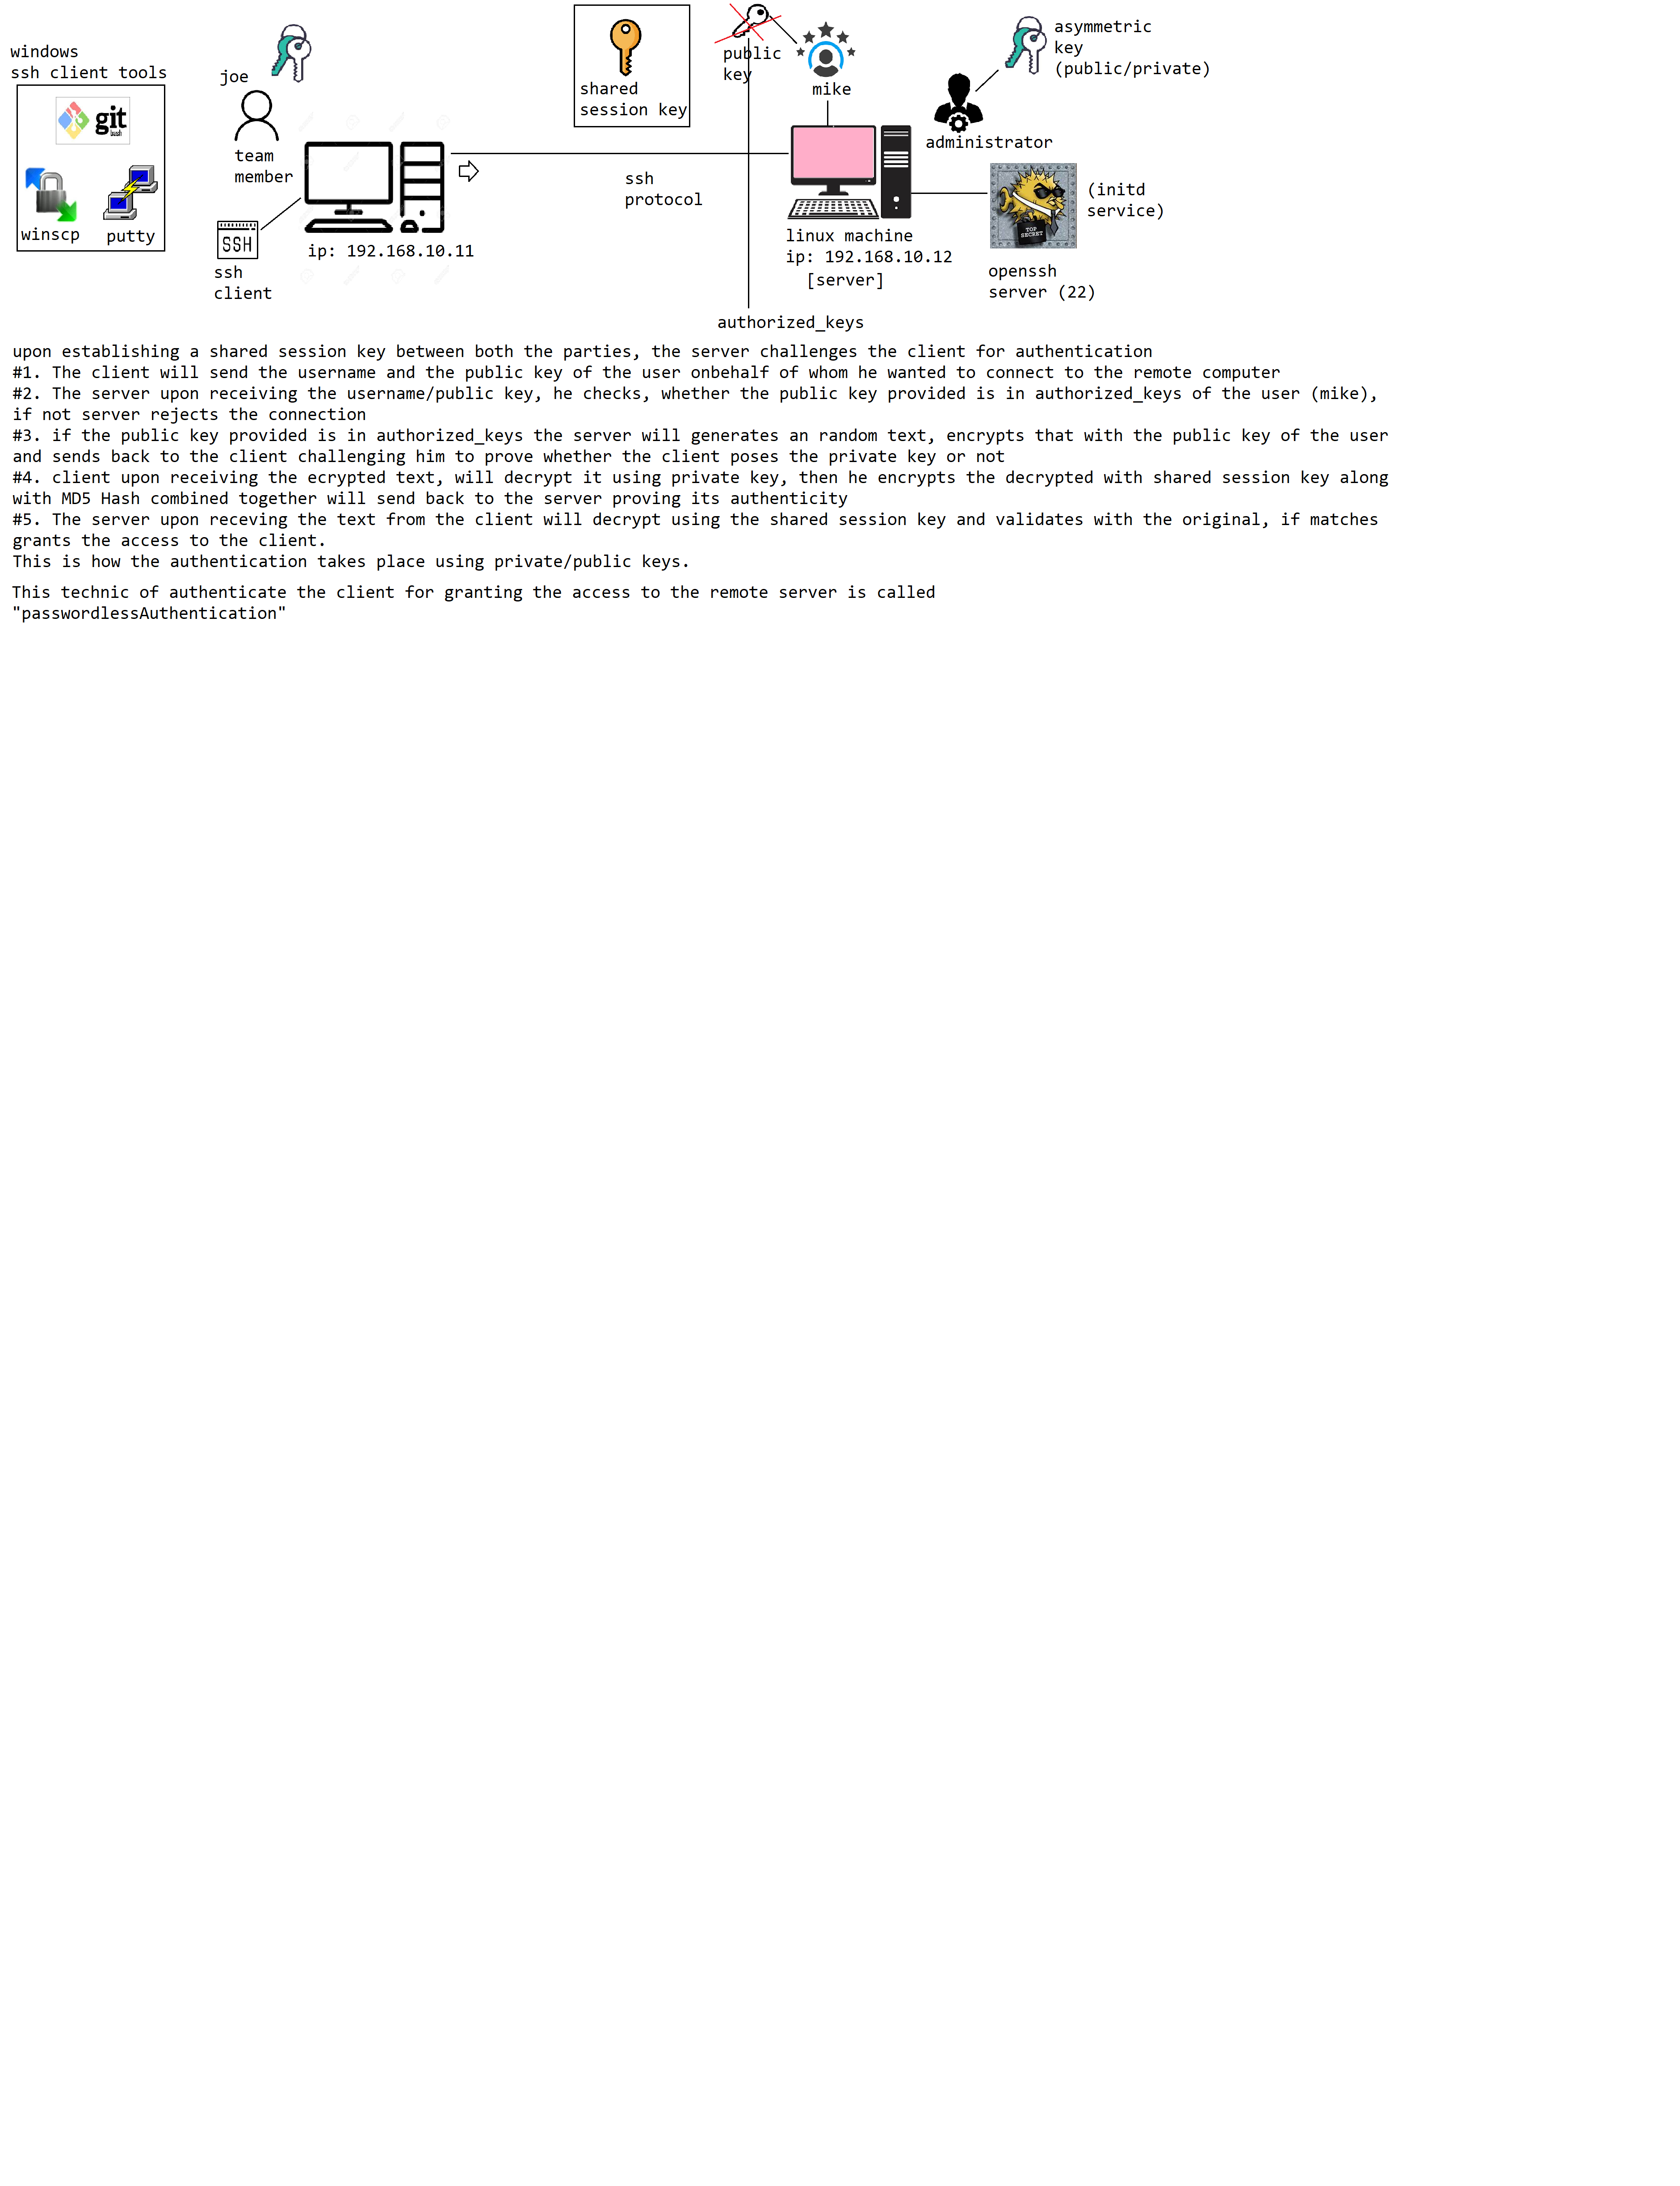 windows
ssh client tools
git
bash
winscp
putty
joe
team
member
SSH
ssh
client
ip: 192.168.10.11
shared
session key
ssh
protocol
public
key
mike
linux machine
ip: 192.168.10.12
[server]
authorized_keys
administrator
asymmetric
key
(public/private)
TOP
SECRET
(initd
service)
openssh
server (22)
upon establishing a shared session key between both the parties, the server challenges the client for authentication
#1. The client will send the username and the public key of the user onbehalf of whom he wanted to connect to the remote computer
#2. The server upon receiving the username/public key, he checks, whether the public key provided is in authorized_keys of the user (mike),
if not server rejects the connection
#3. if the public key provided is in authorized_keys the server will generates an random text, encrypts that with the public key of the user
and sends back to the client challenging him to prove whether the client poses the private key or not
#4. client upon receiving the ecrypted text, will decrypt it using private key, then he encrypts the decrypted with shared session key along
with MD5 Hash combined together will send back to the server proving its authenticity
#5. The server upon receving the text from the client will decrypt using the shared session key and validates with the original, if matches
grants the access to the client.
This is how the authentication takes place using private/public keys.
This technic of authenticate the client for granting the access to the remote server is called
"passwordlessAuthentication"